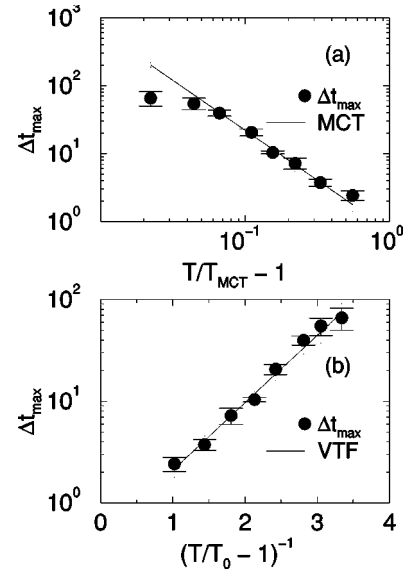 10³
(a)
10²
Δt_max
Δt_max
MCT
10¹
10⁰
10⁻¹
10⁰
T/T_MCT − 1
10²
(b)
Δt_max
10¹
Δt_max
VTF
10⁰
0
1
2
3
4
(T/T₀ − 1)⁻¹